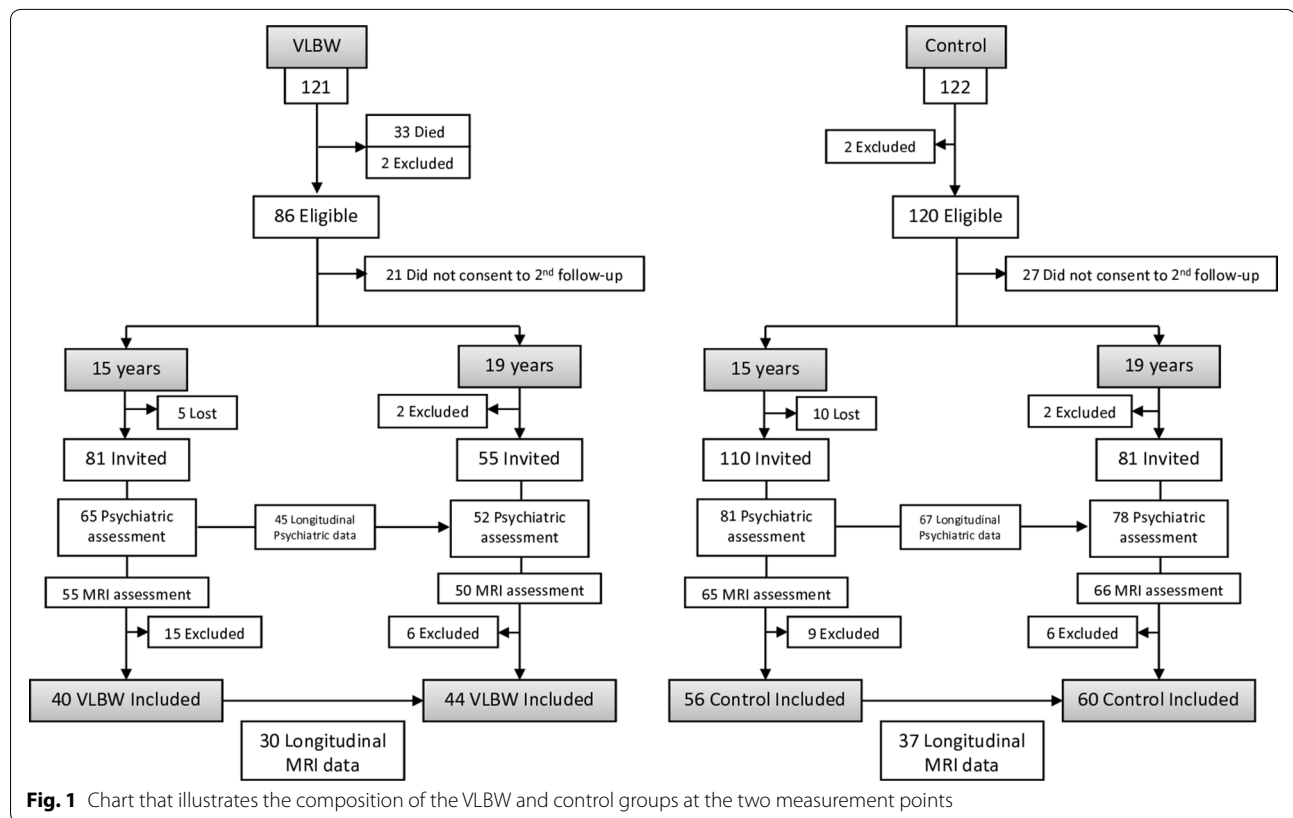 VLBW
121
33 Died
2 Excluded
86 Eligible
21 Did not consent to 2nd follow-up
15 years
5 Lost
81 Invited
65 Psychiatric
assessment
55 MRI assessment
15 Excluded
40 VLBW Included
45 Longitudinal
Psychiatric data
19 years
2 Excluded
55 Invited
52 Psychiatric
assessment
50 MRI assessment
6 Excluded
44 VLBW Included
30 Longitudinal
MRI data
Control
122
2 Excluded
120 Eligible
27 Did not consent to 2nd follow-up
15 years
10 Lost
110 Invited
81 Psychiatric
assessment
65 MRI assessment
9 Excluded
56 Control Included
67 Longitudinal
Psychiatric data
19 years
2 Excluded
81 Invited
78 Psychiatric
assessment
66 MRI assessment
6 Excluded
60 Control Included
37 Longitudinal
MRI data
Fig. 1 Chart that illustrates the composition of the VLBW and control groups at the two measurement points